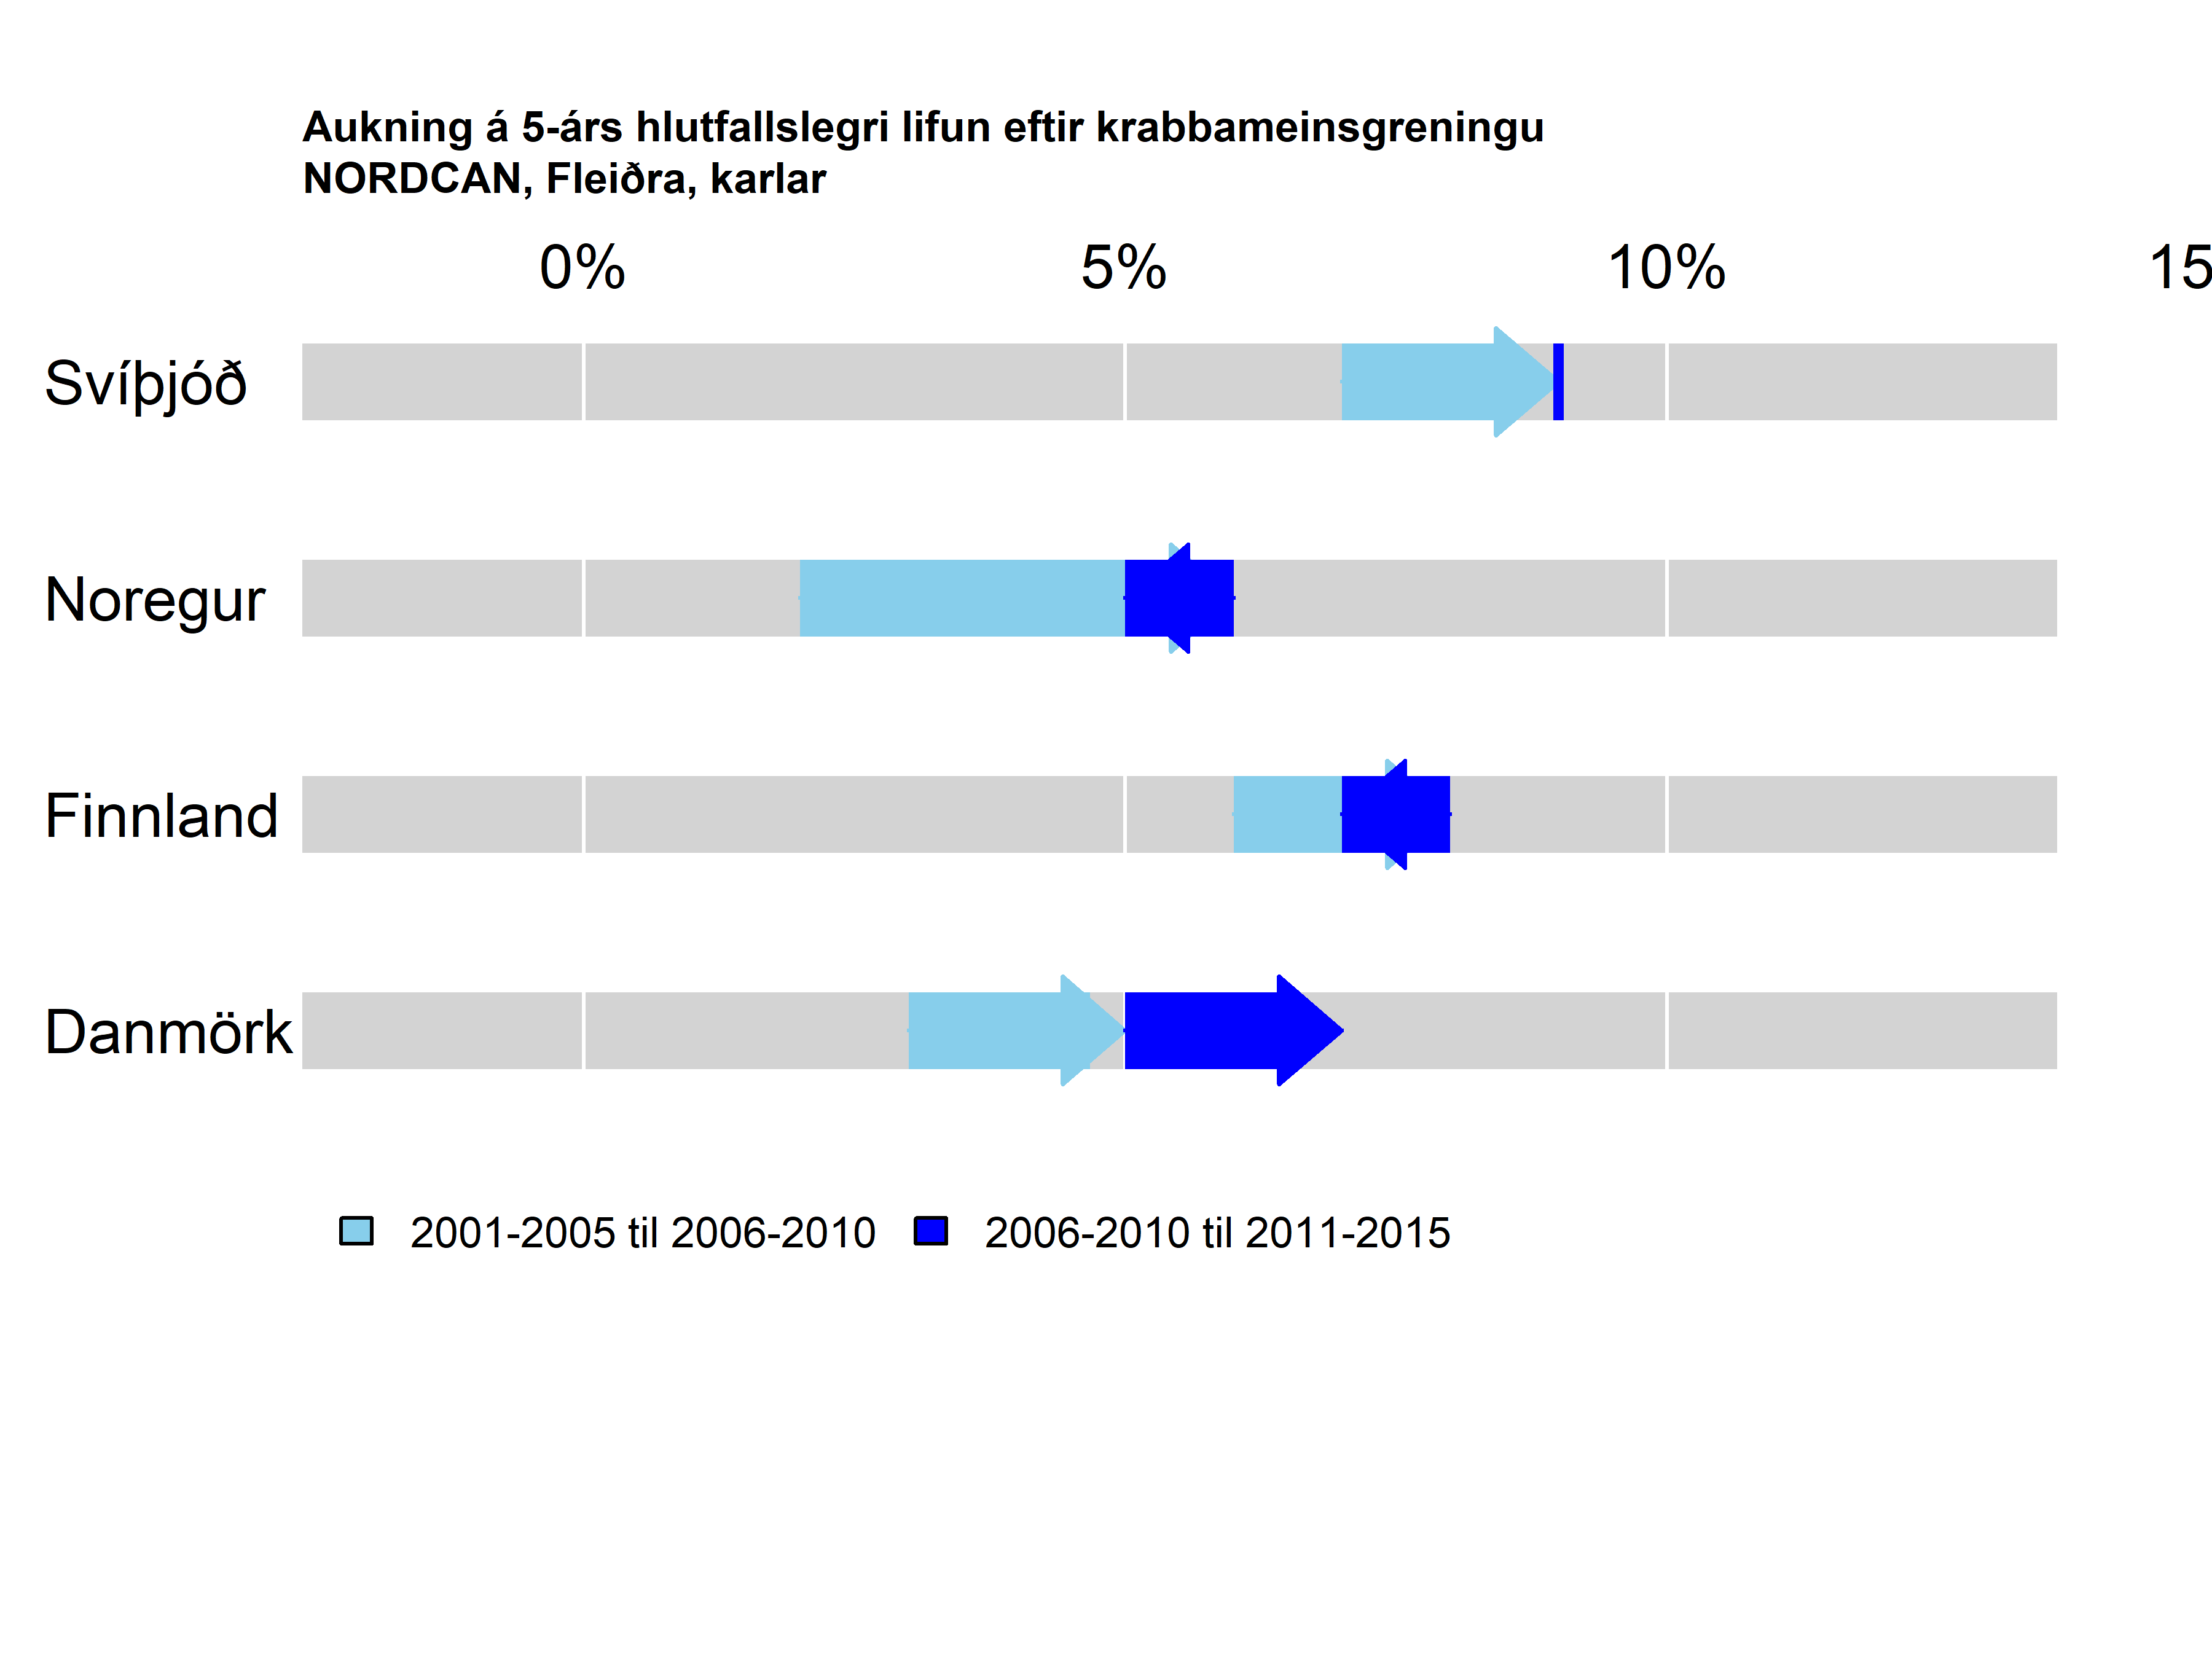 Aukning á 5-árs hlutfallslegri lifun eftir krabbameinsgreningu
NORDCAN, Fleiðra, karlar
0% 5% 10% 15
Svíþjóð
Noregur
Finnland
Danmörk
2001-2005 til 2006-2010 2006-2010 til 2011-2015